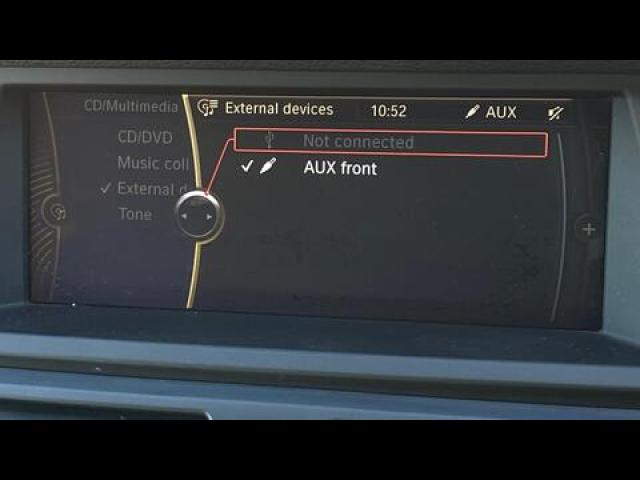 CD/Multimedia
External devices
10:52
AUX
CD/DVD
Music coll
External d
Tone
Not connected
AUX front